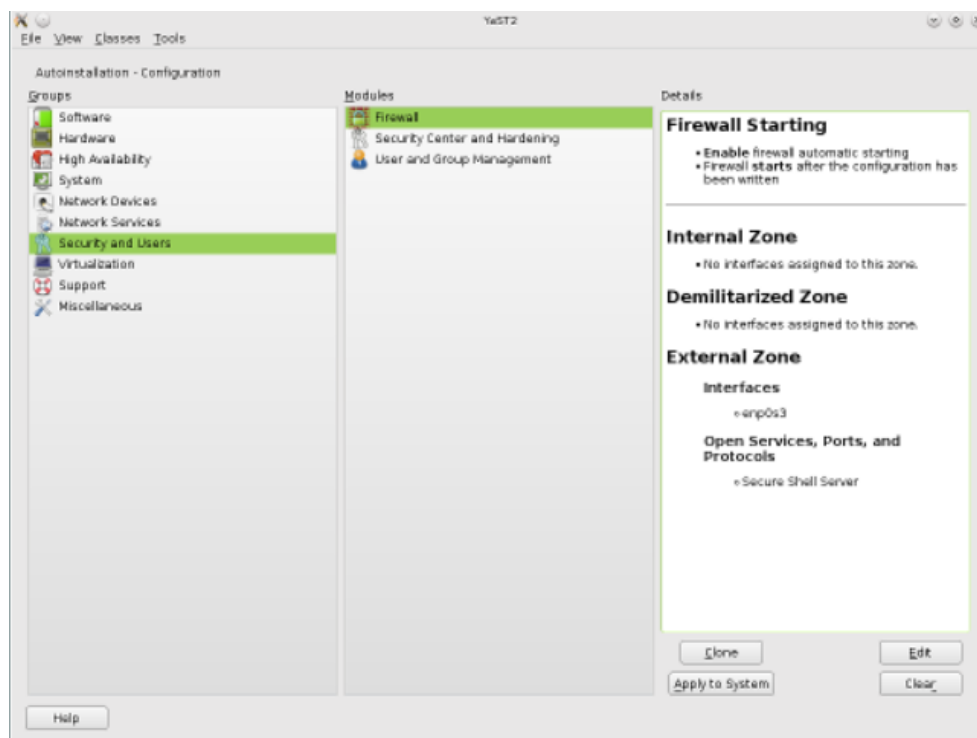 YaST2
File View Classes Tools
Autoinstallation - Configuration
Groups
Software
Hardware
High Availability
System
Network Devices
Network Services
Security and Users
Virtualization
Support
Miscellaneous
Modules
Firewall
Security Center and Hardening
User and Group Management
Details
Firewall Starting
• Enable firewall automatic starting
• Firewall starts after the configuration has
been written
Internal Zone
• No interfaces assigned to this zone.
Demilitarized Zone
• No interfaces assigned to this zone.
External Zone
Interfaces
◦ enp0s3
Open Services, Ports, and
Protocols
◦ Secure Shell Server
Clone
Edit
Apply to System
Clear
Help